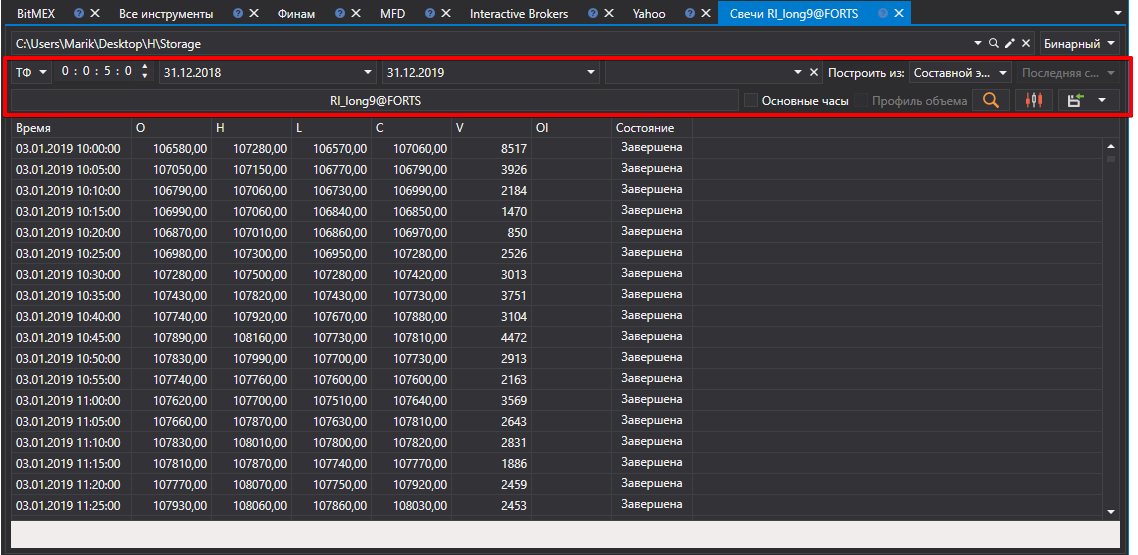 BitMEX Все инструменты Финам MFD Interactive Brokers Yahoo Свечи RI_long9@FORTS
C:\Users\Marik\Desktop\H\Storage Бинарный
ТФ 0 : 0 : 5 : 0 31.12.2018 31.12.2019 Построить из: Составной э... Последняя с...
RI_long9@FORTS Основные часы Профиль объема
Время O H L C V OI Состояние
03.01.2019 10:00:00 106580,00 107280,00 106570,00 107060,00 8517 Завершена
03.01.2019 10:05:00 107050,00 107150,00 106770,00 106790,00 3926 Завершена
03.01.2019 10:10:00 106790,00 107060,00 106730,00 106990,00 2184 Завершена
03.01.2019 10:15:00 106990,00 107060,00 106840,00 106850,00 1470 Завершена
03.01.2019 10:20:00 106870,00 107010,00 106860,00 106970,00 850 Завершена
03.01.2019 10:25:00 106980,00 107300,00 106950,00 107280,00 2526 Завершена
03.01.2019 10:30:00 107280,00 107500,00 107280,00 107420,00 3013 Завершена
03.01.2019 10:35:00 107430,00 107820,00 107430,00 107730,00 3751 Завершена
03.01.2019 10:40:00 107740,00 107920,00 107670,00 107880,00 3104 Завершена
03.01.2019 10:45:00 107890,00 108160,00 107730,00 107810,00 4472 Завершена
03.01.2019 10:50:00 107830,00 107990,00 107700,00 107730,00 2913 Завершена
03.01.2019 10:55:00 107740,00 107760,00 107600,00 107600,00 2163 Завершена
03.01.2019 11:00:00 107620,00 107700,00 107510,00 107640,00 3569 Завершена
03.01.2019 11:05:00 107660,00 107870,00 107630,00 107810,00 2643 Завершена
03.01.2019 11:10:00 107830,00 108010,00 107800,00 107820,00 2831 Завершена
03.01.2019 11:15:00 107810,00 107870,00 107740,00 107770,00 1886 Завершена
03.01.2019 11:20:00 107770,00 108070,00 107750,00 107920,00 2459 Завершена
03.01.2019 11:25:00 107930,00 108060,00 107860,00 108030,00 2453 Завершена